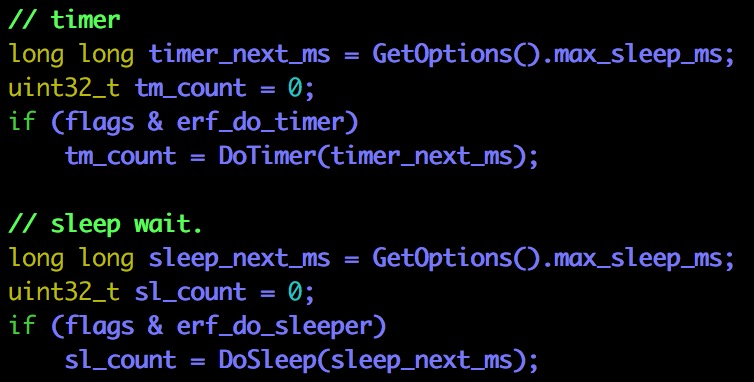 // timer
long long timer_next_ms = GetOptions().max_sleep_ms;
uint32_t tm_count = 0;
if (flags & erf_do_timer)
    tm_count = DoTimer(timer_next_ms);

// sleep wait.
long long sleep_next_ms = GetOptions().max_sleep_ms;
uint32_t sl_count = 0;
if (flags & erf_do_sleeper)
    sl_count = DoSleep(sleep_next_ms);